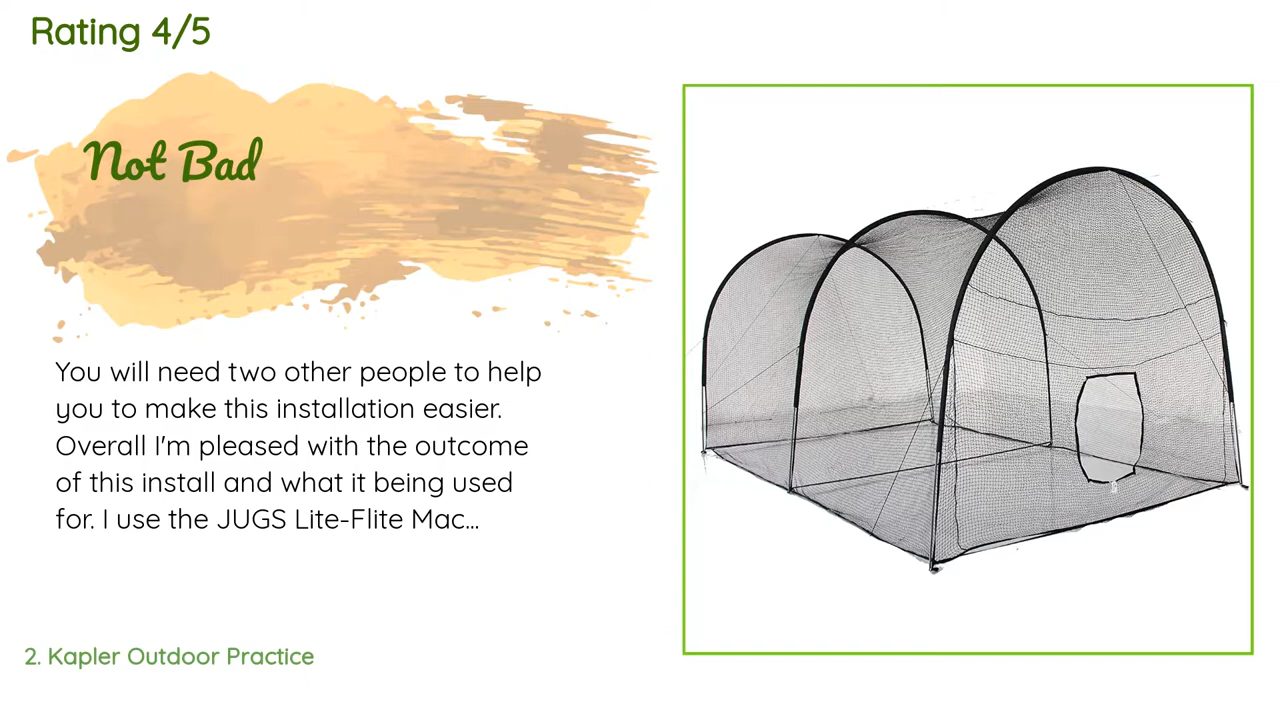 Rating 4/5
Not Bad
You will need two other people to help
you to make this installation easier.
Overall I'm pleased with the outcome
of this install and what it being used
for. I use the JUGS Lite-Flite Mac...
2. Kapler Outdoor Practice